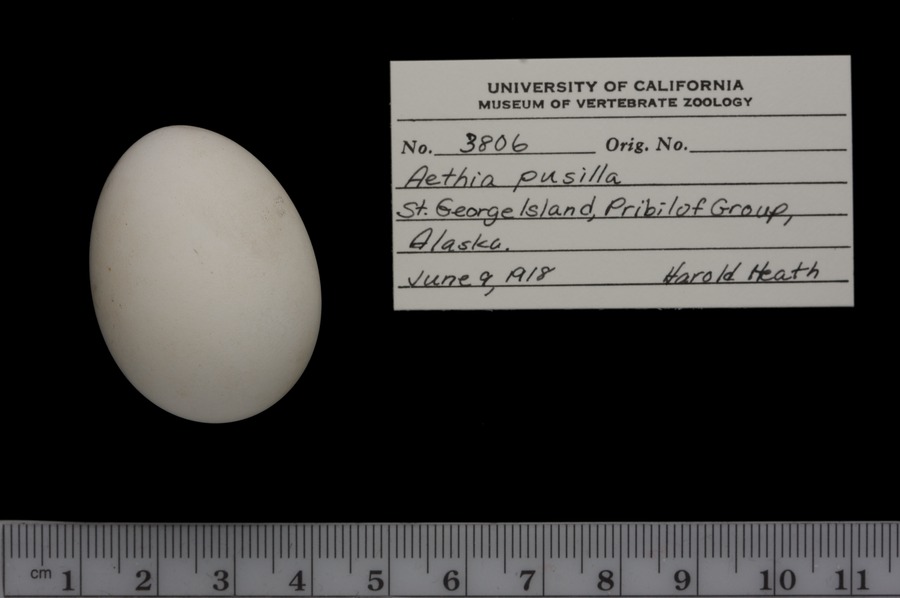 UNIVERSITY OF CALIFORNIA
MUSEUM OF VERTEBRATE ZOOLOGY
No. 3806 Orig. No.
Aethia pusilla
St. George Island, Pribilof Group,
Alaska.
June 9, 1918 Harold Heath
cm 1 2 3 4 5 6 7 8 9 10 11